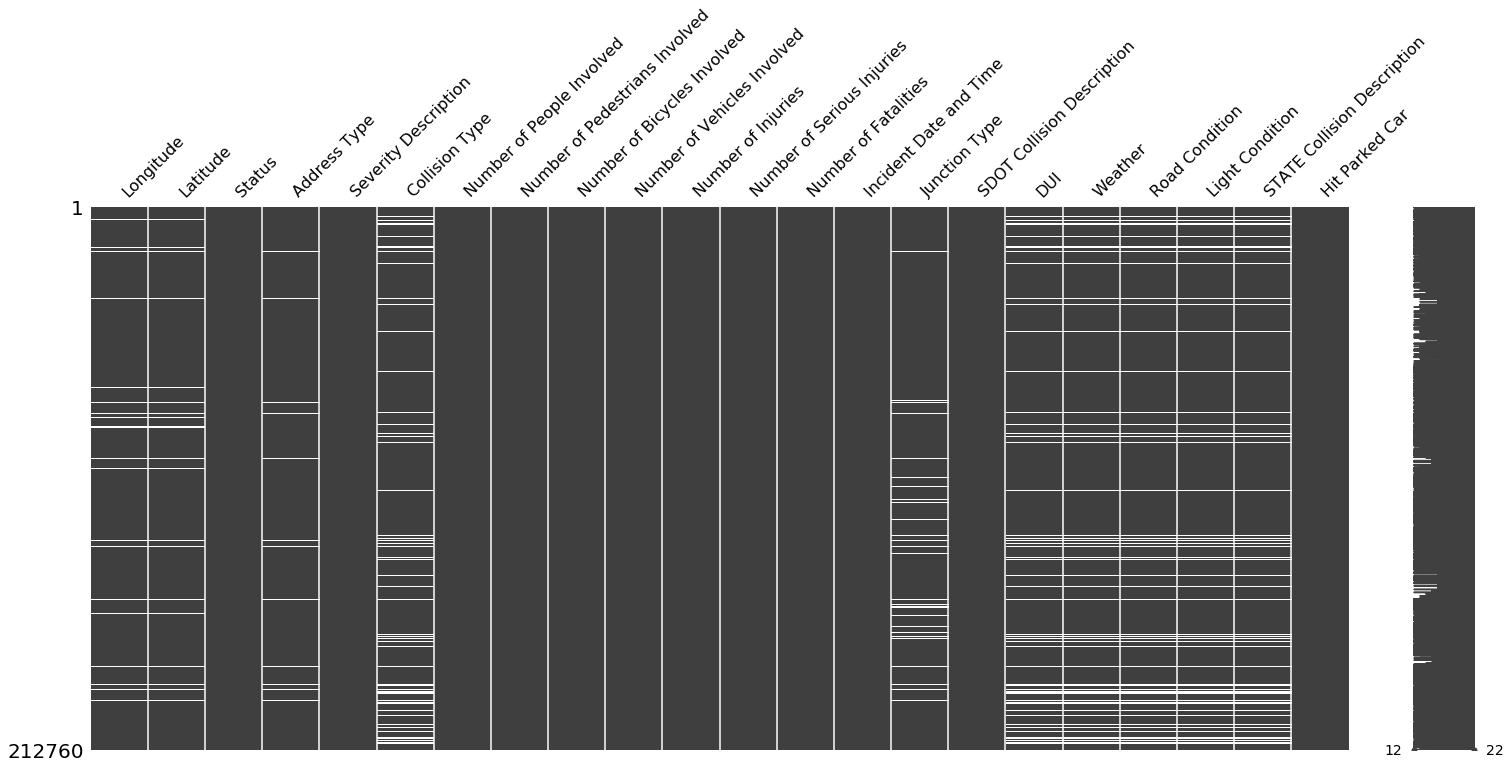 Longitude
Latitude
Status
Address Type
Severity Description
Collision Type
Number of People Involved
Number of Pedestrians Involved
Number of Bicycles Involved
Number of Vehicles Involved
Number of Injuries
Number of Serious Injuries
Number of Fatalities
Incident Date and Time
Junction Type
SDOT Collision Description
DUI
Weather
Road Condition
Light Condition
STATE Collision Description
Hit Parked Car
1
212760
12
22